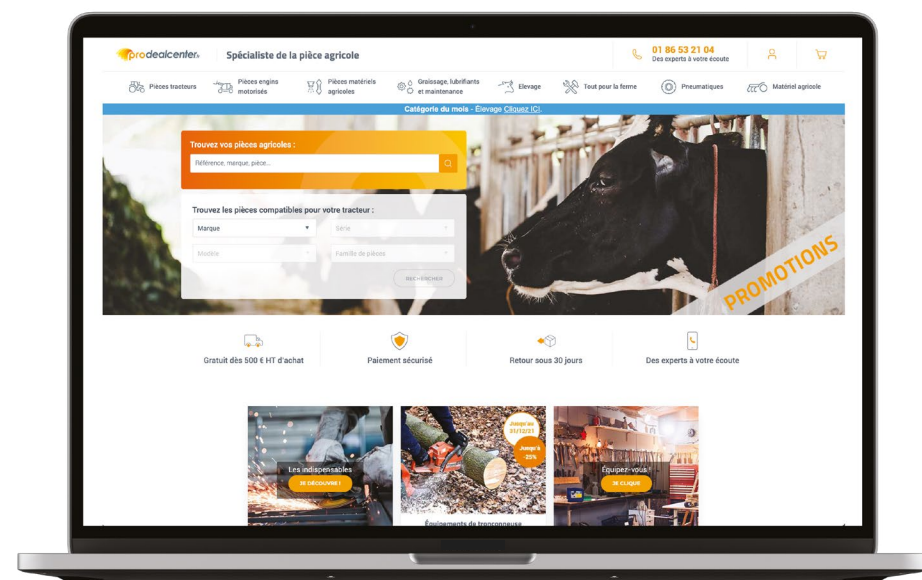 prodealcenter
Spécialiste de la pièce agricole
01 86 53 21 04
Des experts à votre écoute
Pièces tracteurs
Pièces engins
motorisés
Pièces matériels
agricoles
Graissage, lubrifiants
et maintenance
Elevage
Tout pour la ferme
Pneumatiques
Matériel agricole
Catégorie du mois - Élevage Cliquez ICI.
Trouvez vos pièces agricoles :
Référence, marque, pièce...
Trouvez les pièces compatibles pour votre tracteur :
Marque
Série
Modèle
Famille de pièces
RECHERCHER
PROMOTIONS
Gratuit dès 500 € HT d'achat
Paiement sécurisé
Retour sous 30 jours
Des experts à votre écoute
Les indispensables
JE DÉCOUVRE !
Jusqu'au
31/12/21
Jusqu'à
-25%
Équipements de tronçonneuse
Équipez-vous !
JE CLIQUE